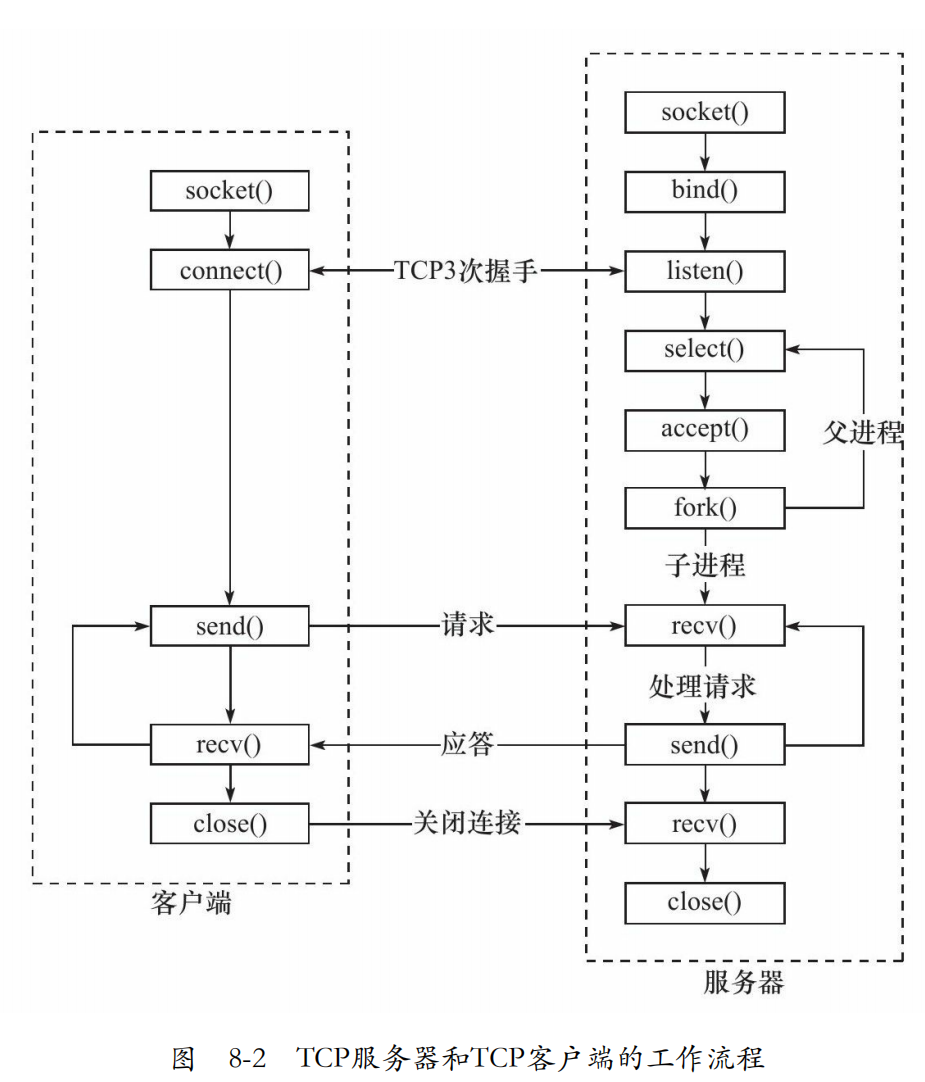 socket()
bind()
socket()
connect()
TCP3次握手
listen()
select()
accept()
父进程
fork()
子进程
send()
请求
recv()
处理请求
recv()
应答
send()
close()
关闭连接
recv()
close()
客户端
服务器
图 8-2 TCP服务器和TCP客户端的工作流程